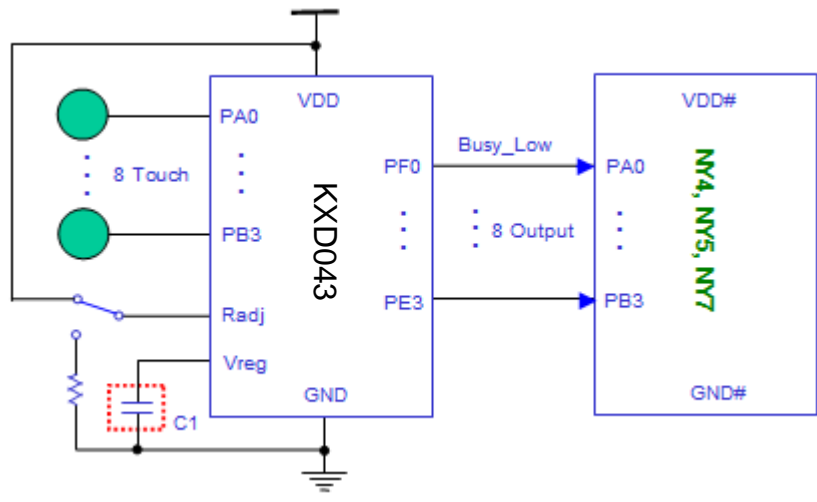 VDD
PA0
8 Touch
PB3
Radj
Vreg
GND
C1
KXD043
PF0
PE3
Busy_Low
8 Output
VDD#
PA0
PB3
NY4, NY5, NY7
GND#